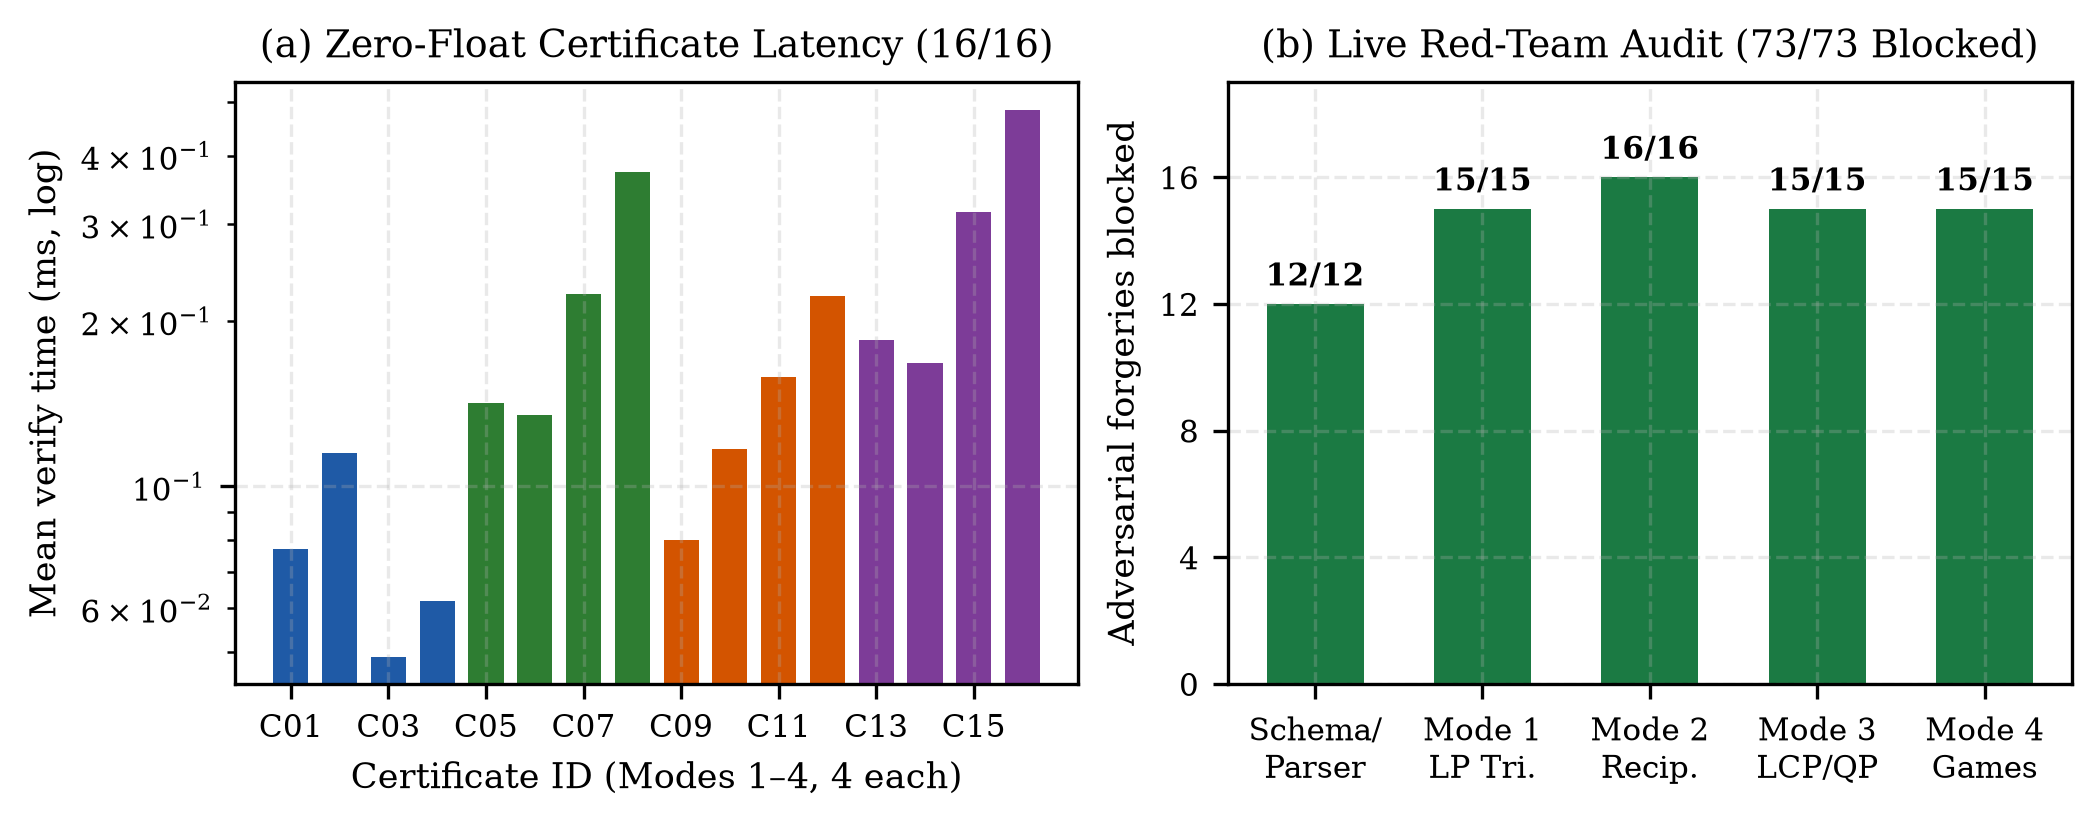 (a) Zero-Float Certificate Latency (16/16)
Mean verify time (ms, log)
4 × 10⁻¹
3 × 10⁻¹
2 × 10⁻¹
10⁻¹
6 × 10⁻²
C01 C03 C05 C07 C09 C11 C13 C15
Certificate ID (Modes 1–4, 4 each)
(b) Live Red-Team Audit (73/73 Blocked)
Adversarial forgeries blocked
16
12
8
4
0
12/12 15/15 16/16 15/15 15/15
Schema/ Mode 1 Mode 2 Mode 3 Mode 4
Parser LP Tri. Recip. LCP/QP Games